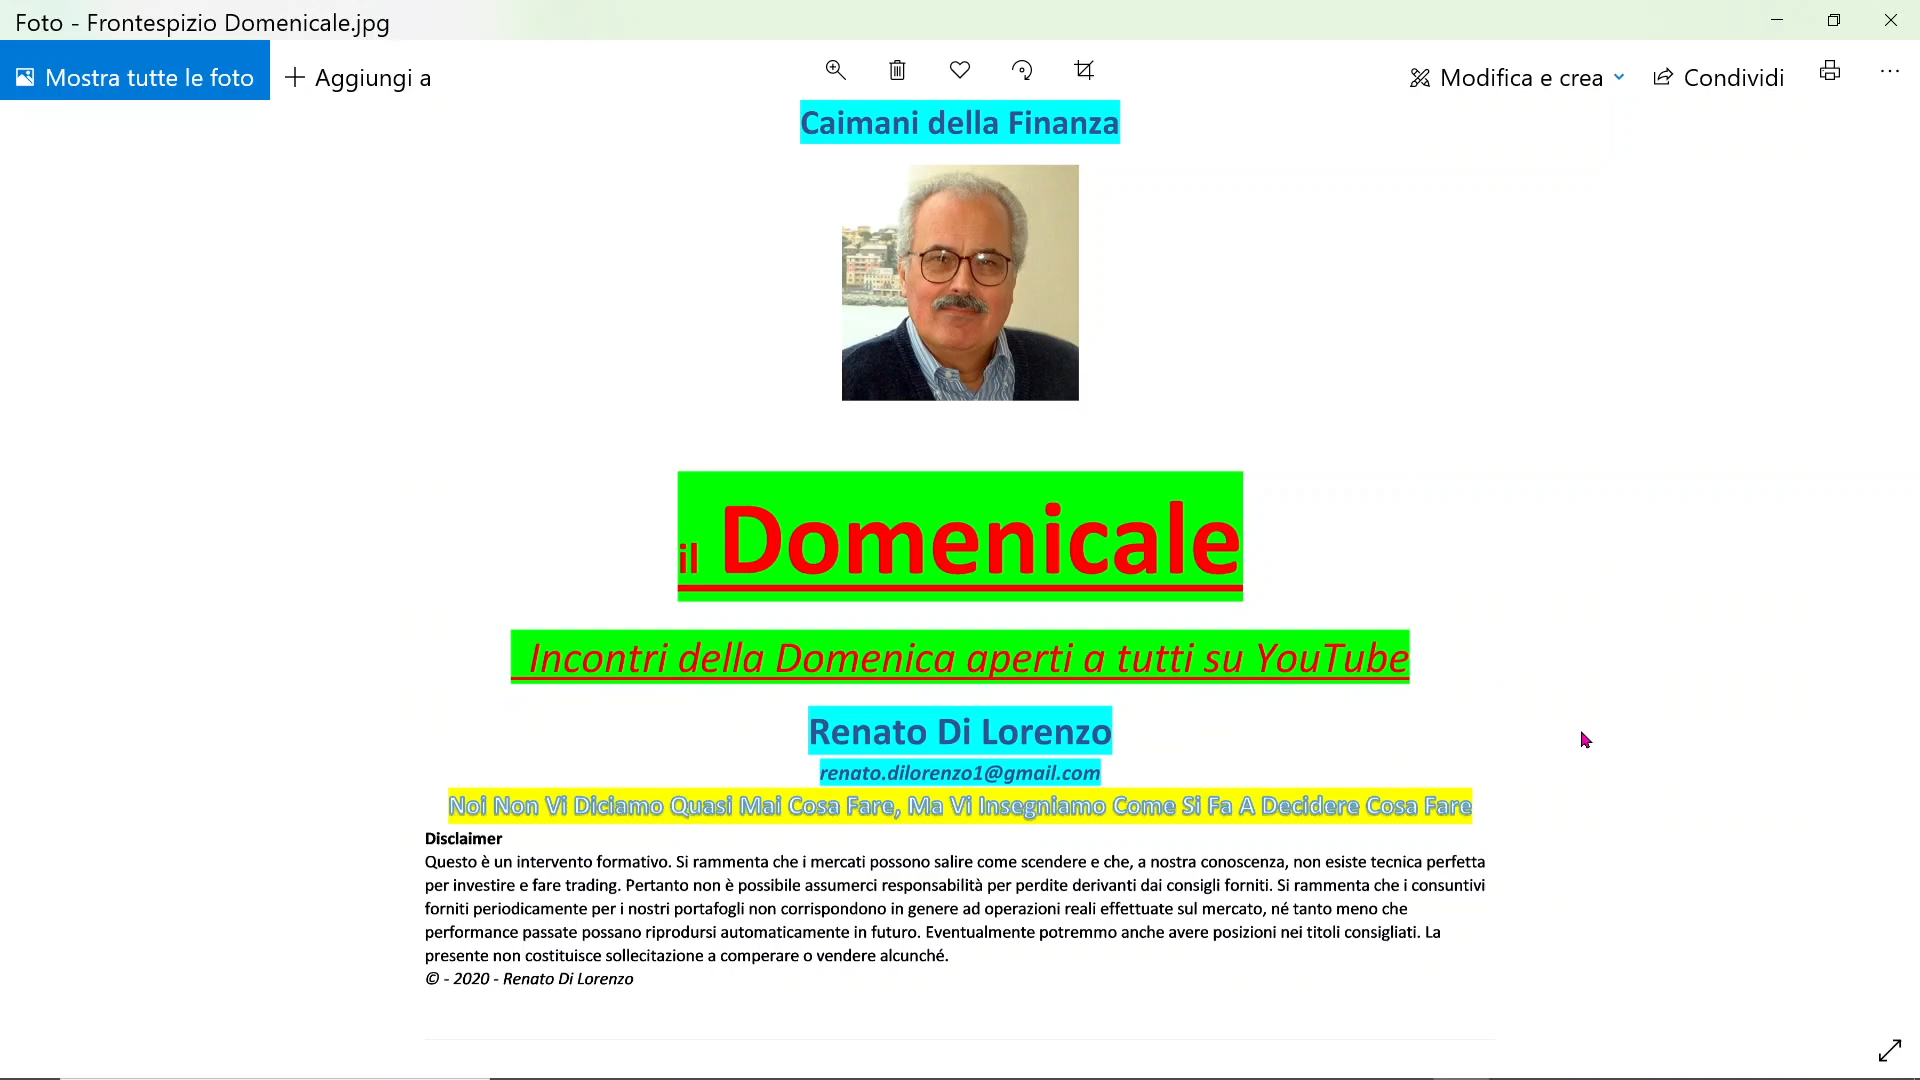 Foto - Frontespizio Domenicale.jpg
Mostra tutte le foto
Aggiungi a
Modifica e crea
Condividi
Caimani della Finanza
il Domenicale
Incontri della Domenica aperti a tutti su YouTube
Renato Di Lorenzo
renato.dilorenzo1@gmail.com
Noi Non Vi Diciamo Quasi Mai Cosa Fare, Ma Vi Insegniamo Come Si Fa A Decidere Cosa Fare
Disclaimer
Questo è un intervento formativo. Si rammenta che i mercati possono salire come scendere e che, a nostra conoscenza, non esiste tecnica perfetta
per investire e fare trading. Pertanto non è possibile assumerci responsabilità per perdite derivanti dai consigli forniti. Si rammenta che i consuntivi
forniti periodicamente per i nostri portafogli non corrispondono in genere ad operazioni reali effettuate sul mercato, né tanto meno che
performance passate possano riprodursi automaticamente in futuro. Eventualmente potremmo anche avere posizioni nei titoli consigliati. La
presente non costituisce sollecitazione a comperare o vendere alcunché.
© - 2020 - Renato Di Lorenzo